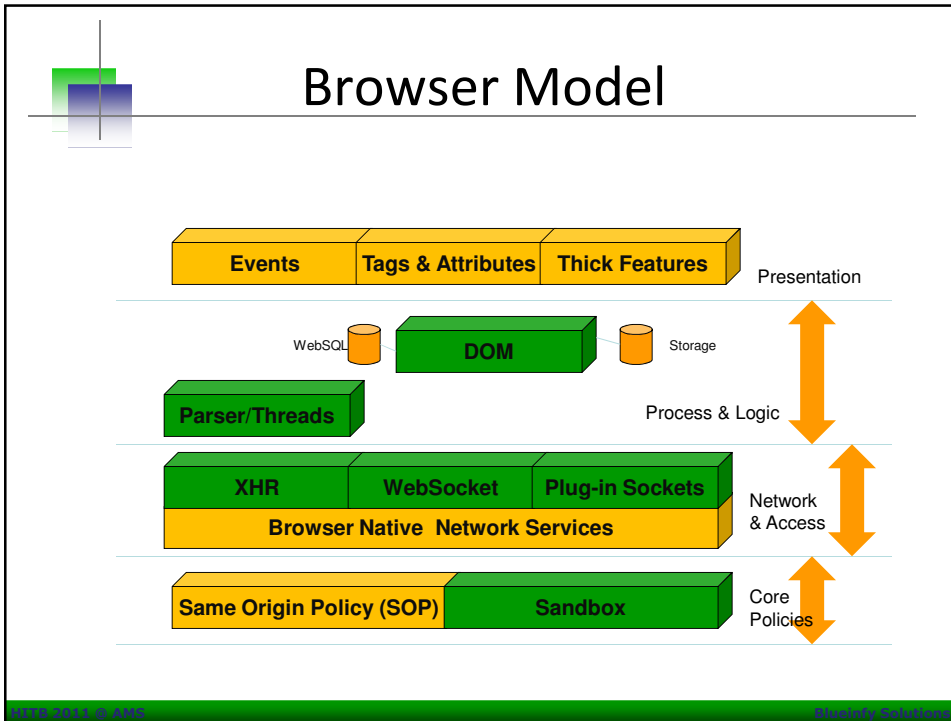 Browser Model
Events Tags & Attributes Thick Features
Presentation
WebSQL DOM Storage
Parser/Threads
Process & Logic
XHR WebSocket Plug-in Sockets
Network
& Access
Browser Native Network Services
Same Origin Policy (SOP) Sandbox
Core
Policies
HITB 2011 @ AMS Blueinfy Solutions